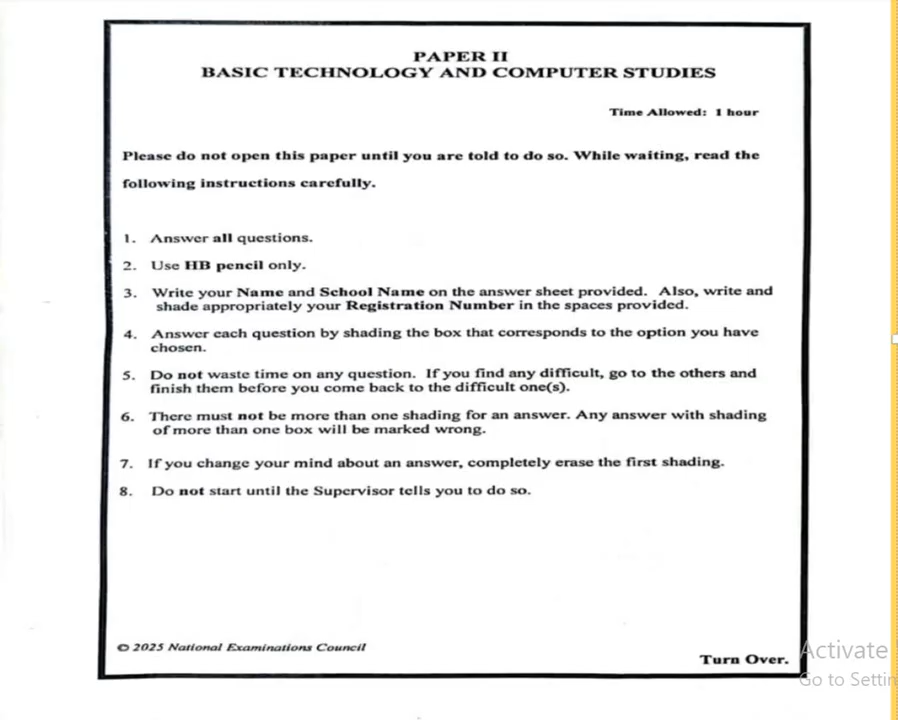 PAPER II
BASIC TECHNOLOGY AND COMPUTER STUDIES
Time Allowed: 1 hour
Please do not open this paper until you are told to do so. While waiting, read the
following instructions carefully.
1. Answer all questions.
2. Use HB pencil only.
3. Write your Name and School Name on the answer sheet provided. Also, write and
shade appropriately your Registration Number in the spaces provided.
4. Answer each question by shading the box that corresponds to the option you have
chosen.
5. Do not waste time on any question. If you find any difficult, go to the others and
finish them before you come back to the difficult one(s).
6. There must not be more than one shading for an answer. Any answer with shading
of more than one box will be marked wrong.
7. If you change your mind about an answer, completely erase the first shading.
8. Do not start until the Supervisor tells you to do so.
© 2025 National Examinations Council
Turn Over.
Activate
Go to Settin